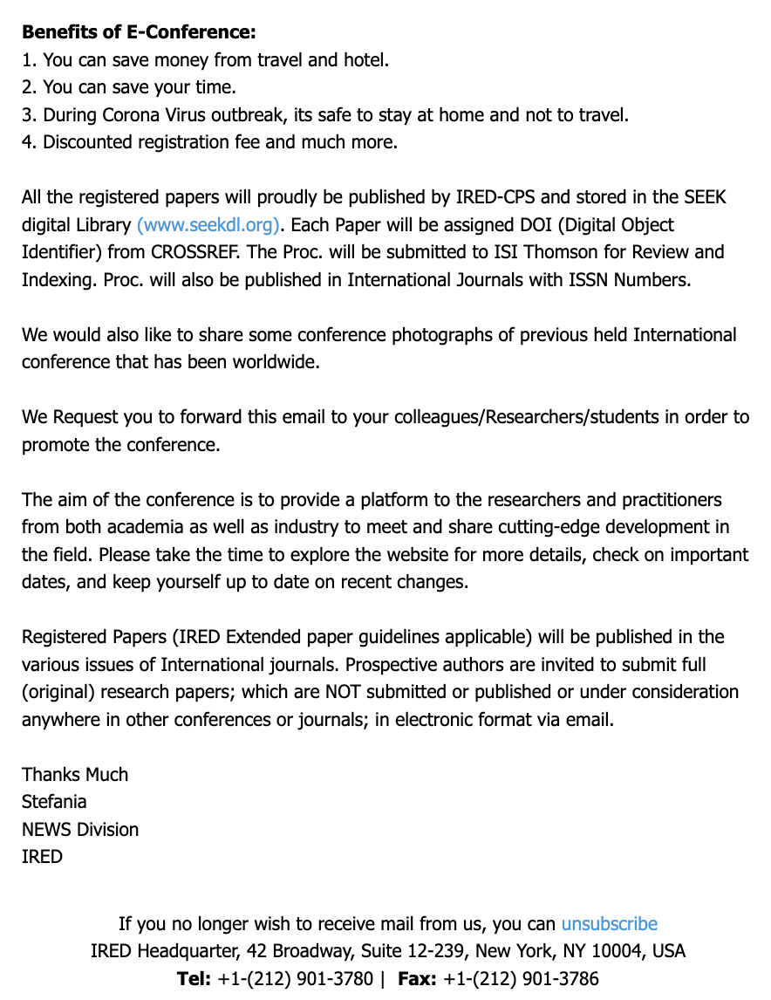 Benefits of E-Conference:
1. You can save money from travel and hotel.
2. You can save your time.
3. During Corona Virus outbreak, its safe to stay at home and not to travel.
4. Discounted registration fee and much more.
All the registered papers will proudly be published by IRED-CPS and stored in the SEEK
digital Library (www.seekdl.org). Each Paper will be assigned DOI (Digital Object
Identifier) from CROSSREF. The Proc. will be submitted to ISI Thomson for Review and
Indexing. Proc. will also be published in International Journals with ISSN Numbers.
We would also like to share some conference photographs of previous held International
conference that has been worldwide.
We Request you to forward this email to your colleagues/Researchers/students in order to
promote the conference.
The aim of the conference is to provide a platform to the researchers and practitioners
from both academia as well as industry to meet and share cutting-edge development in
the field. Please take the time to explore the website for more details, check on important
dates, and keep yourself up to date on recent changes.
Registered Papers (IRED Extended paper guidelines applicable) will be published in the
various issues of International journals. Prospective authors are invited to submit full
(original) research papers; which are NOT submitted or published or under consideration
anywhere in other conferences or journals; in electronic format via email.
Thanks Much
Stefania
NEWS Division
IRED
If you no longer wish to receive mail from us, you can unsubscribe
IRED Headquarter, 42 Broadway, Suite 12-239, New York, NY 10004, USA
Tel: +1-(212) 901-3780 | Fax: +1-(212) 901-3786